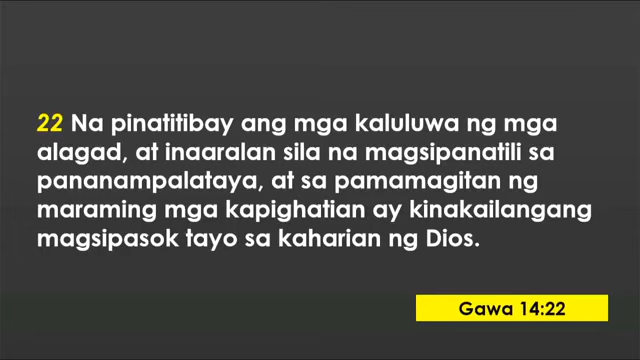 22 Na pinatitibay ang mga kaluluwa ng mga
alagad, at inaaralan sila na magsipanatili sa
pananampalataya, at sa pamamagitan ng
maraming mga kapighatian ay kinakailangang
magsipasok tayo sa kaharian ng Dios.
Gawa 14:22